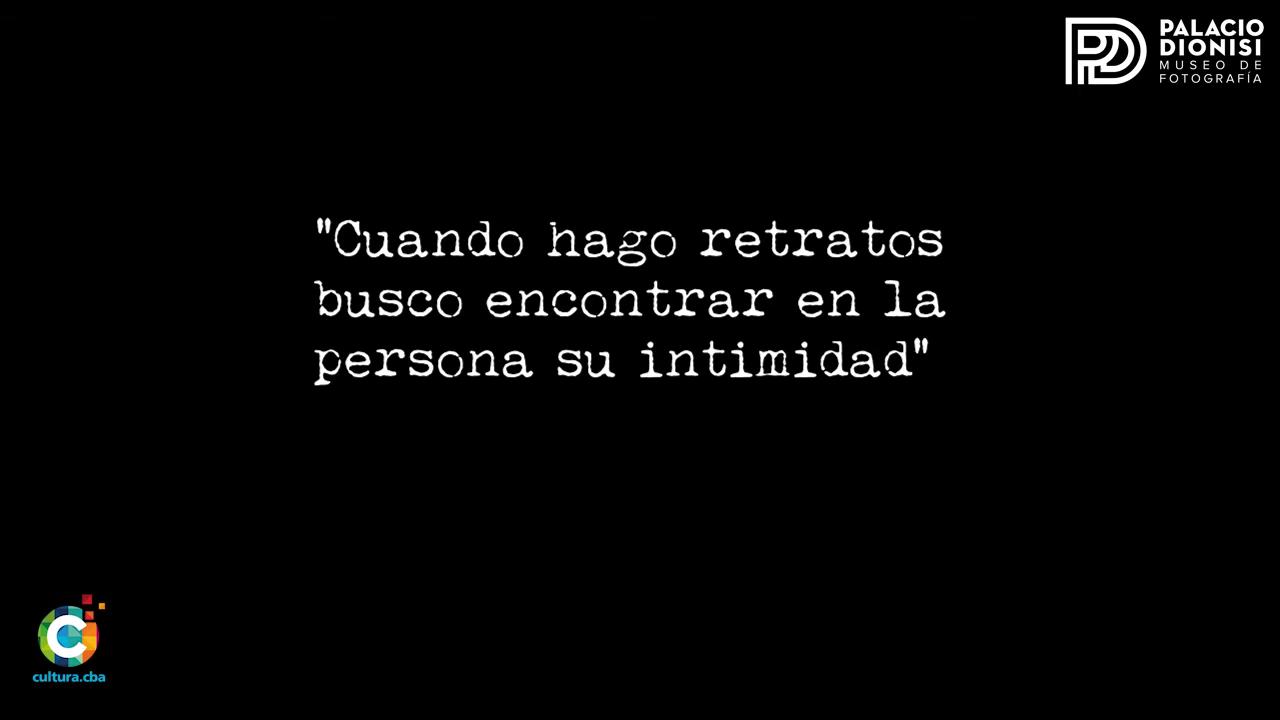 PALACIO
DIONISI
MUSEO DE
FOTOGRAFÍA
"Cuando hago retratos
busco encontrar en la
persona su intimidad"
cultura.cba